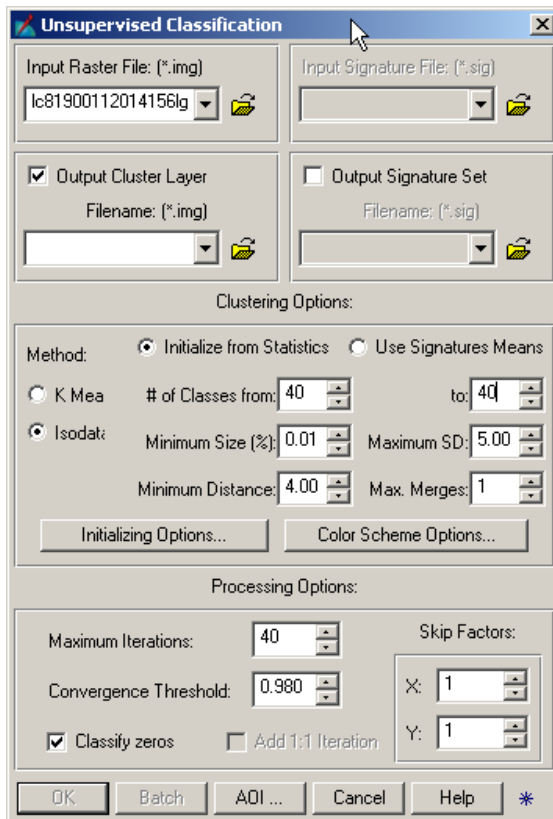 Unsupervised Classification
Input Raster File: (*.img)
Input Signature File: (*.sig)
lc81900112014156lg
Output Cluster Layer
Output Signature Set
Filename: (*.img)
Filename: (*.sig)
Clustering Options:
Method:
Initialize from Statistics
Use Signatures Means
K Mea
# of Classes from: 40
to: 40
Isodata
Minimum Size (%): 0.01
Maximum SD: 5.00
Minimum Distance: 4.00
Max. Merges: 1
Initializing Options...
Color Scheme Options...
Processing Options:
Maximum Iterations: 40
Skip Factors:
Convergence Threshold: 0.980
X: 1
Classify zeros
Add 1:1 Iteration
Y: 1
OK
Batch
AOI ...
Cancel
Help